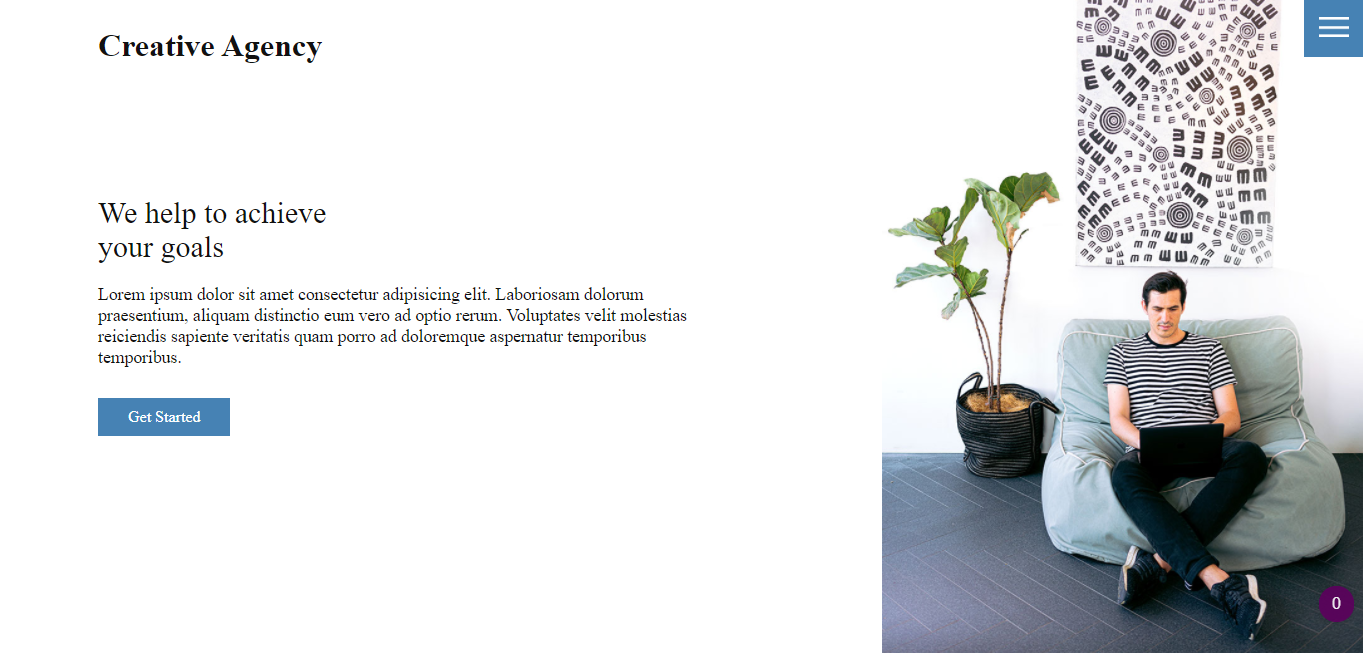 Creative Agency
We help to achieve
your goals
Lorem ipsum dolor sit amet consectetur adipisicing elit. Laboriosam dolorum
praesentium, aliquam distinctio eum vero ad optio rerum. Voluptates velit molestias
reiciendis sapiente veritatis quam porro ad doloremque aspernatur temporibus
temporibus.
Get Started
0